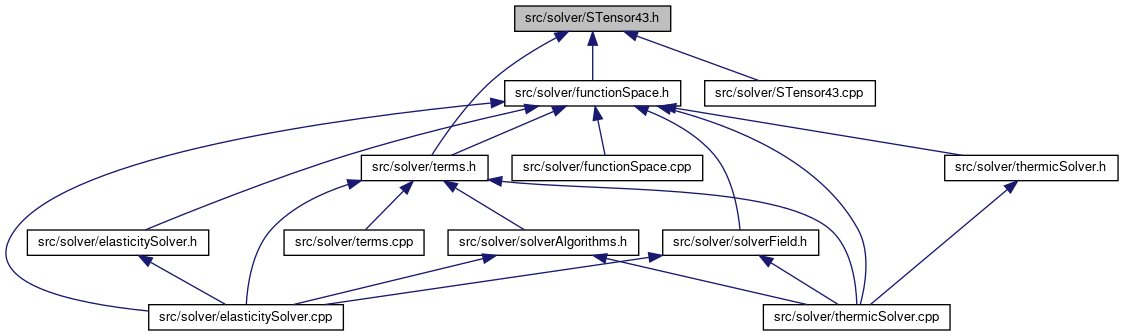 src/solver/STensor43.h
src/solver/functionSpace.h
src/solver/STensor43.cpp
src/solver/terms.h
src/solver/functionSpace.cpp
src/solver/thermicSolver.h
src/solver/elasticitySolver.h
src/solver/terms.cpp
src/solver/solverAlgorithms.h
src/solver/solverField.h
src/solver/elasticitySolver.cpp
src/solver/thermicSolver.cpp